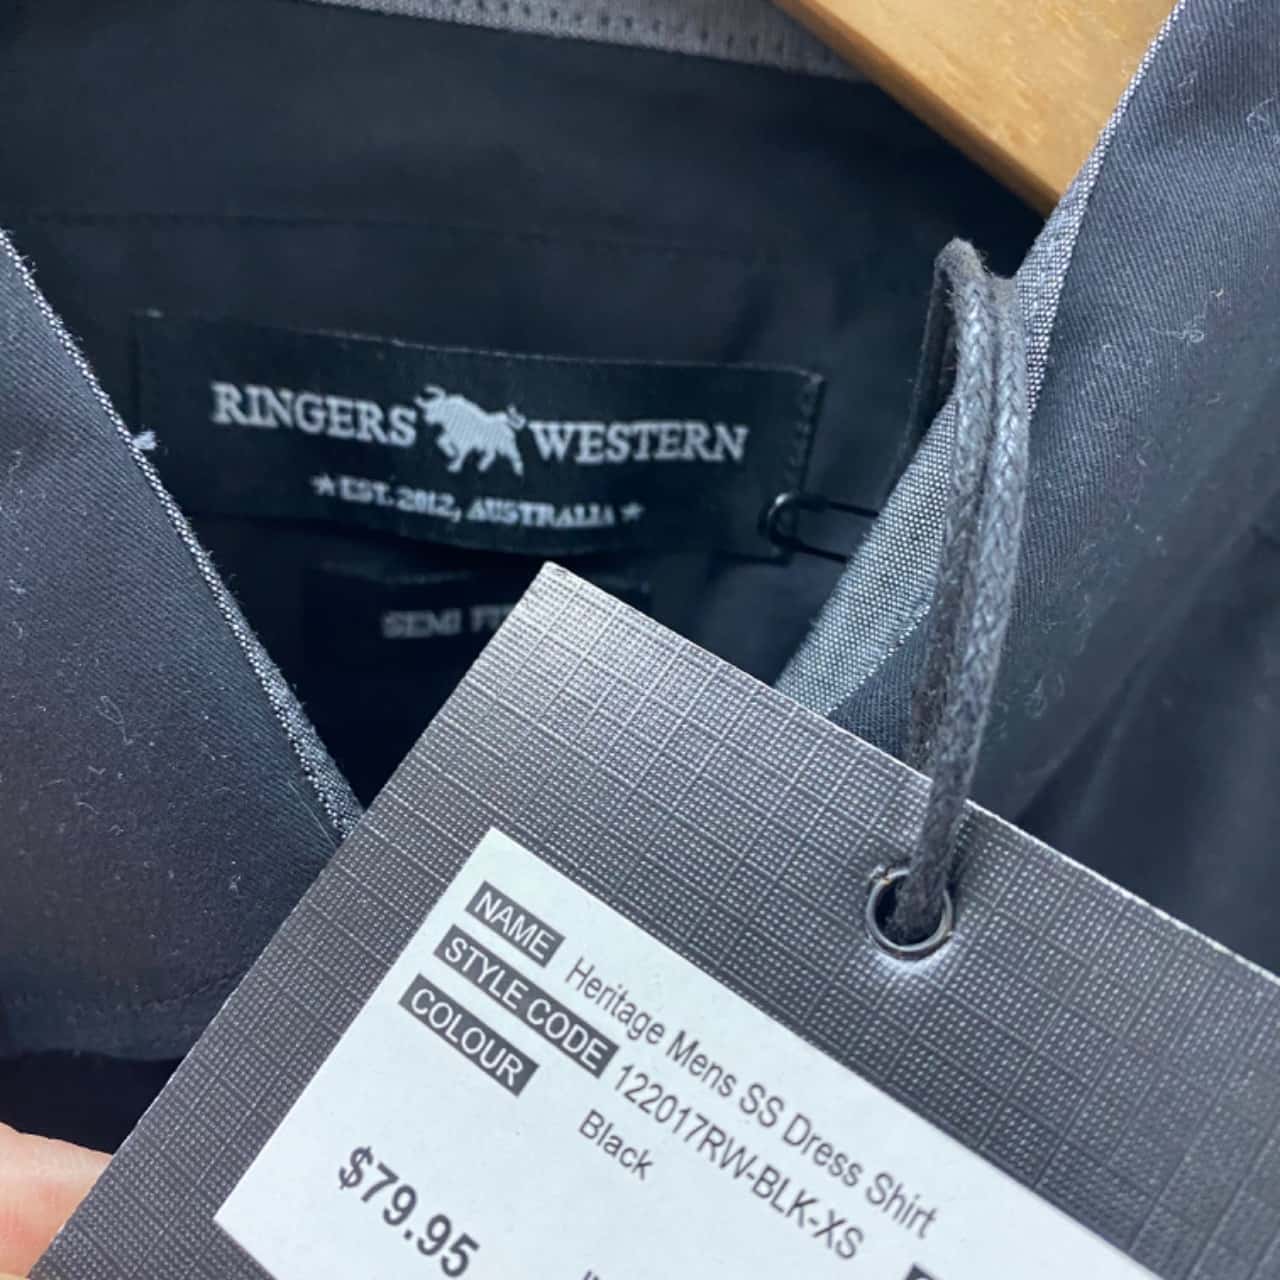 RINGERS WESTERN
★ EST. 2012, AUSTRALIA ★
SEMI
NAME Heritage Mens SS Dress Shirt
STYLE CODE 122017RW-BLK-XS
COLOUR Black
$79.95